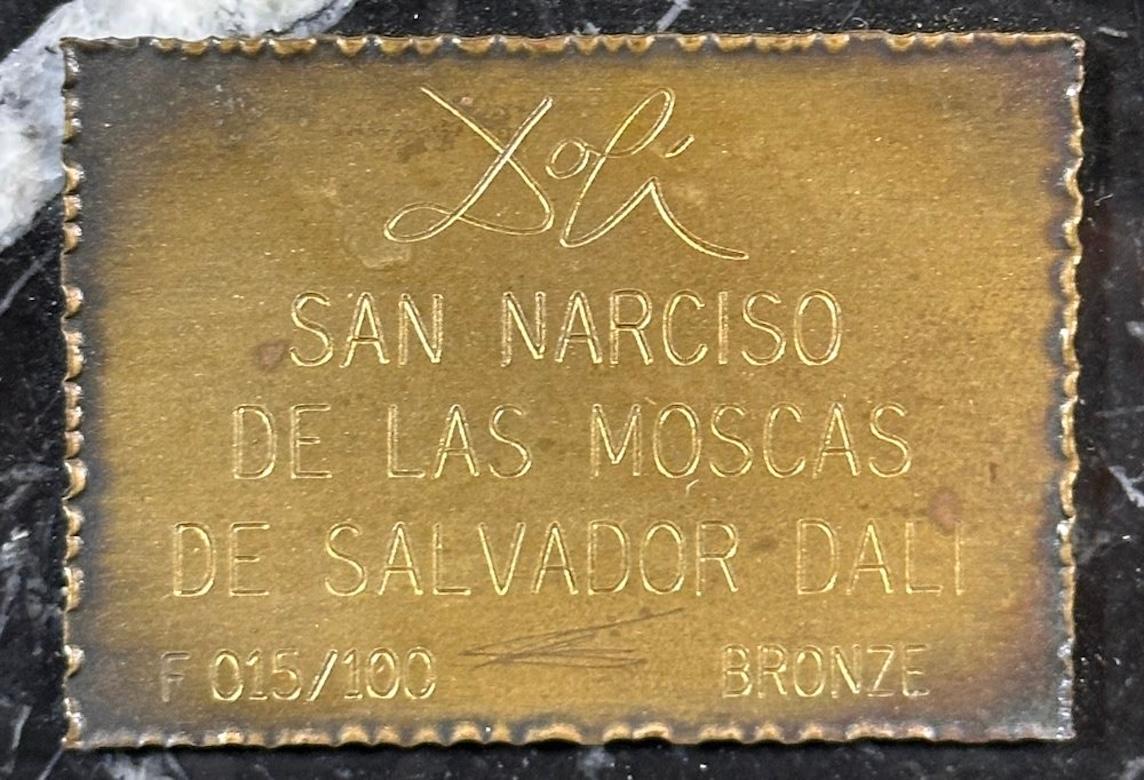 Dalí
SAN NARCISO
DE LAS MOSCAS
DE SALVADOR DALI
F 015/100 BRONZE